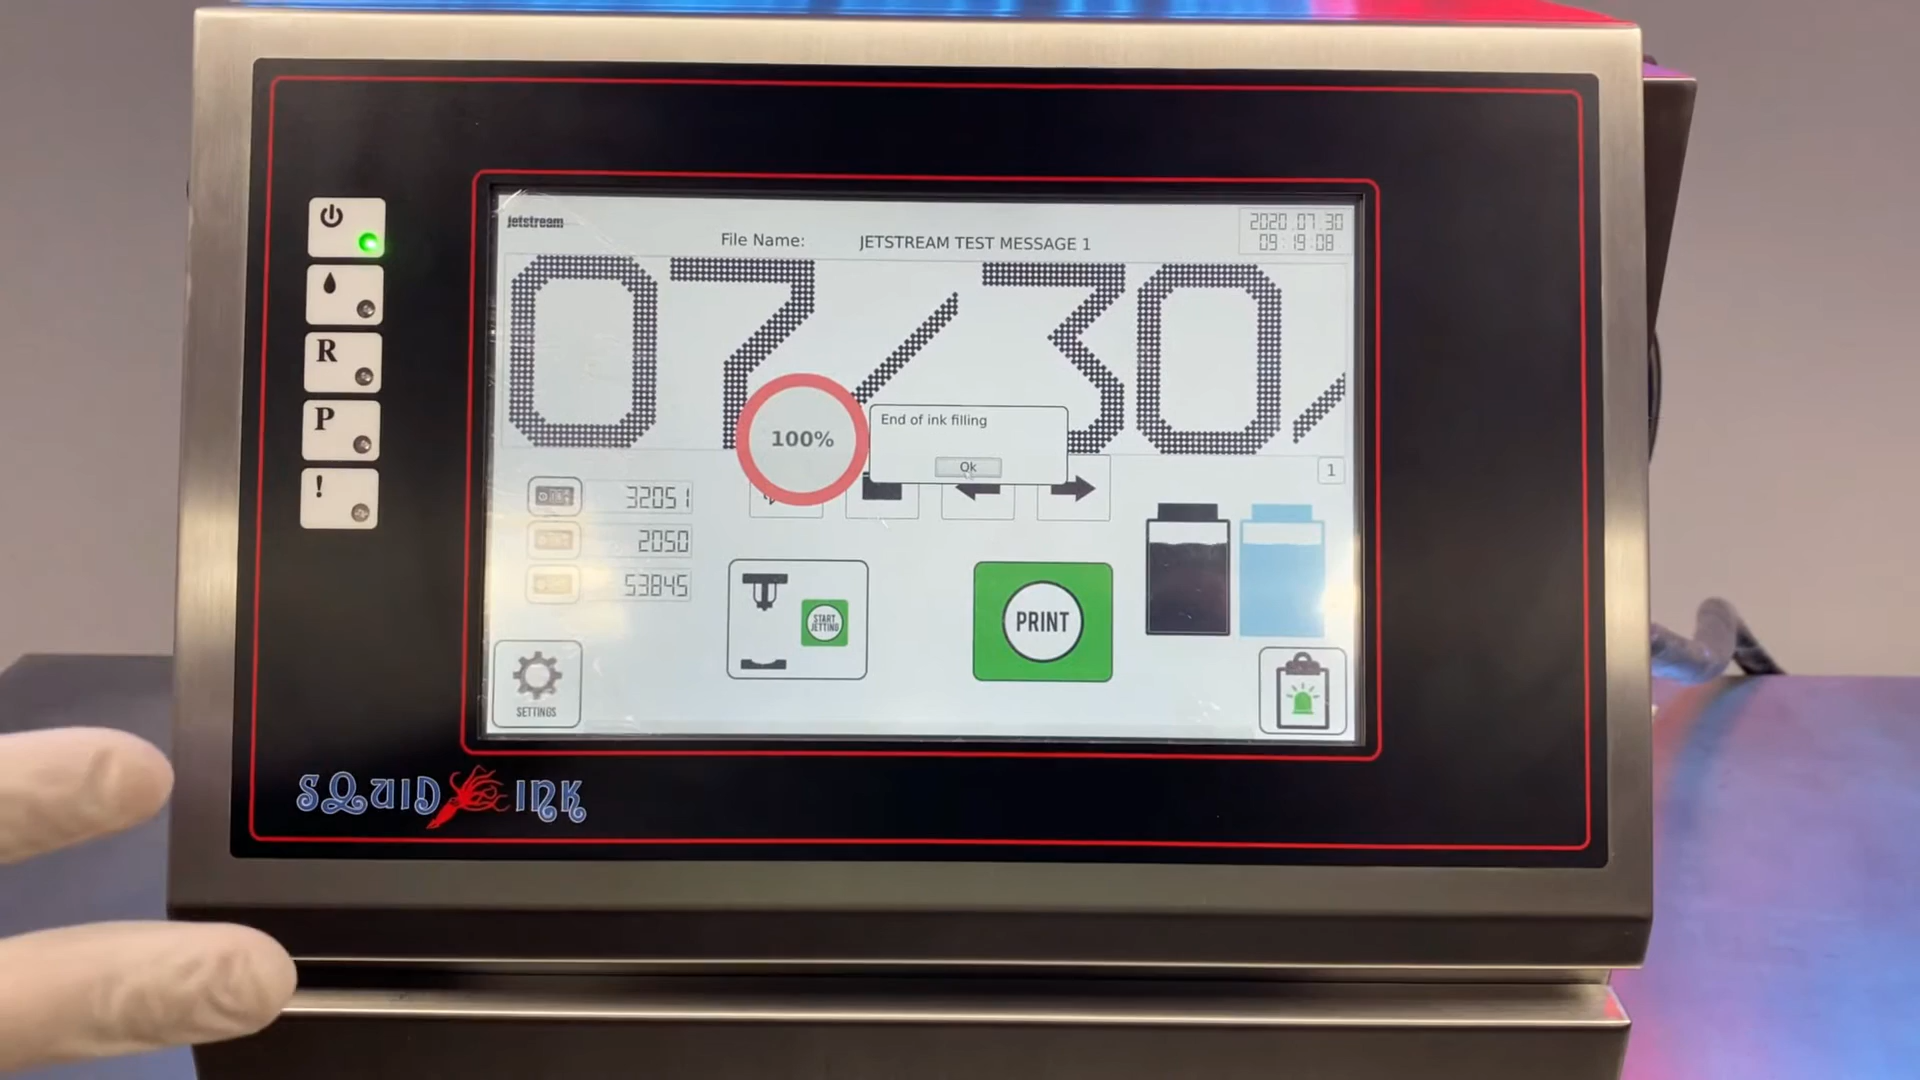 jetstream
2020.07.30
09:19:08
File Name: JETSTREAM TEST MESSAGE 1
07/30/
100%
End of ink filling
Ok
1
R
P
!
32051
2050
53845
START
JETTING
PRINT
SETTINGS
SQUID INK